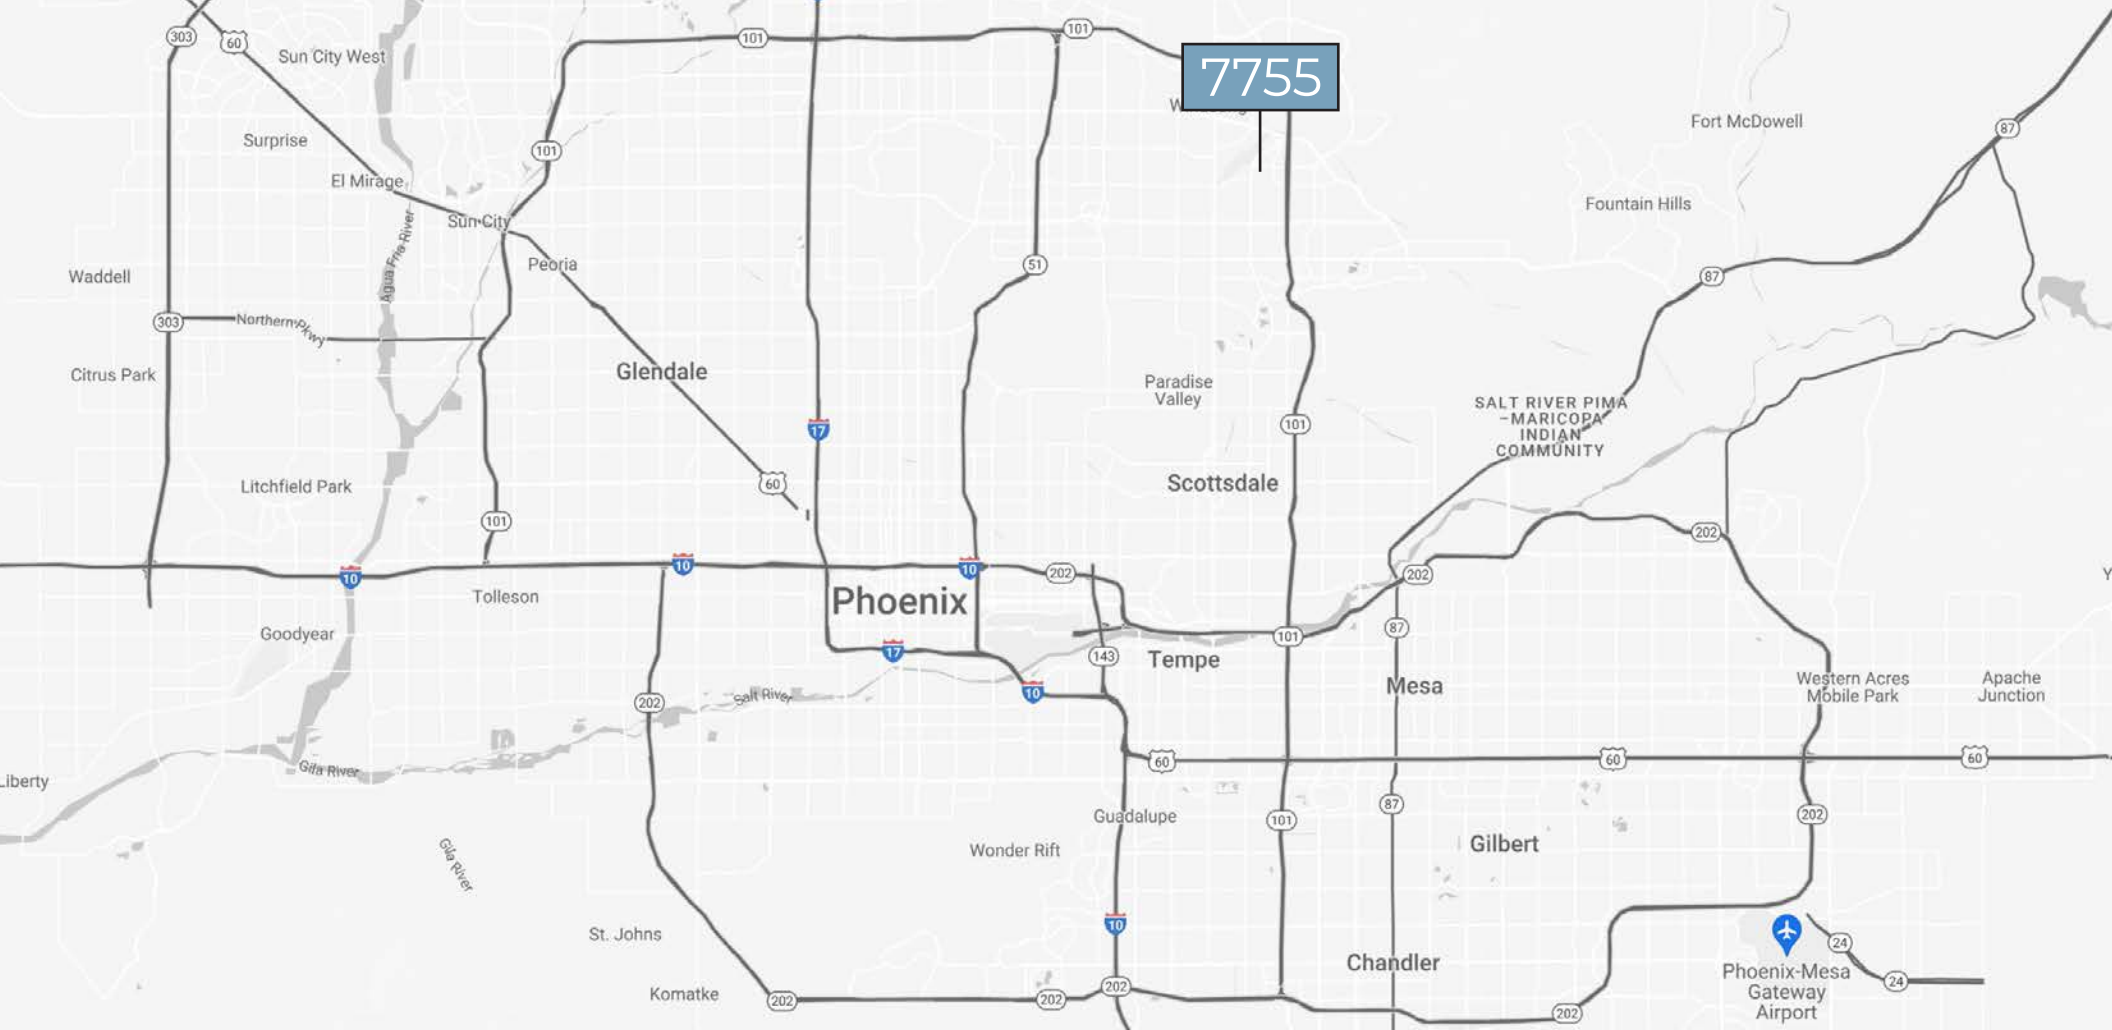 101
101
303
60
Sun City West
7755
Fort McDowell
87
Surprise
101
El Mirage
Fountain Hills
Agua Fria River
Sun City
Peoria
51
Waddell
87
303
Northern Pkwy
Glendale
Citrus Park
Paradise
Valley
SALT RIVER PIMA
–MARICOPA
INDIAN
COMMUNITY
17
101
Litchfield Park
60
Scottsdale
101
202
10
10
10
202
202
Tolleson
Phoenix
Goodyear
101
87
17
143
Tempe
Mesa
Western Acres
Mobile Park
Apache
Junction
202
Salt River
10
Gila River
60
60
60
Liberty
101
87
202
Guadalupe
Gila River
Wonder Rift
Gilbert
10
St. Johns
Chandler
24
Phoenix-Mesa
Gateway
Airport
24
Komatke
202
202
202
202